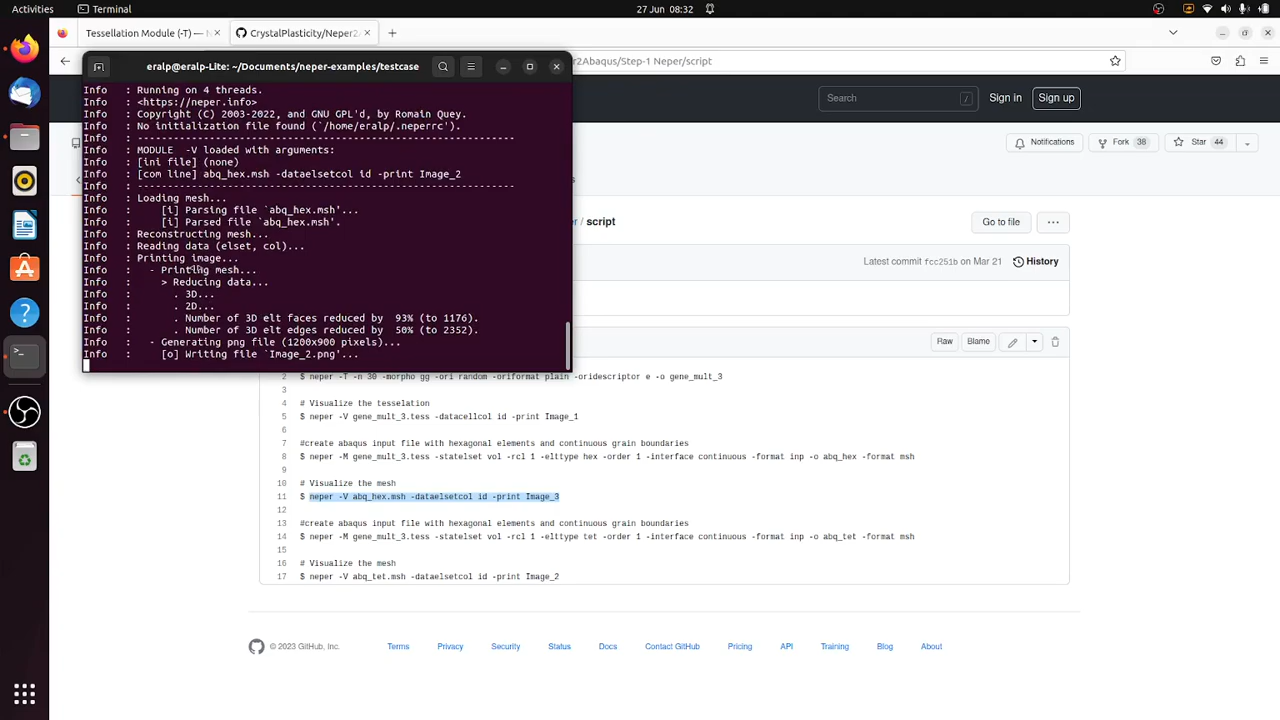 Activities
Terminal
27 Jun 08:32
Tessellation Module (-T) — N
CrystalPlasticity/Neper2
er2Abaqus/Step-1 Neper/script
eralp@eralp-Lite: ~/Documents/neper-examples/testcase
Info   : Running on 4 threads.
Info   : <https://neper.info>
Info   : Copyright (C) 2003-2022, and GNU GPL'd, by Romain Quey.
Info   : No initialization file found (`/home/eralp/.neperrc').
Info   : ---------------------------------------------------
Info   : MODULE  -V loaded with arguments:
Info   : [ini file] (none)
Info   : [com line] abq_hex.msh -dataelsetcol id -print Image_2
Info   : ---------------------------------------------------
Info   : Loading mesh...
Info   :     [i] Parsing file `abq_hex.msh'...
Info   :     [i] Parsed file `abq_hex.msh'.
Info   : Reconstructing mesh...
Info   : Reading data (elset, col)...
Info   : Printing image...
Info   :   - Printing mesh...
Info   :     > Reducing data...
Info   :       . 3D...
Info   :       . 2D...
Info   :       . Number of 3D elt faces reduced by  93% (to 1176).
Info   :       . Number of 3D elt edges reduced by  50% (to 2352).
Info   :   - Generating png file (1200x900 pixels)...
Info   :     [o] Writing file `Image_2.png'...
Search
/
Sign in
Sign up
Notifications
Fork 38
Star 44
s
er / script
Go to file
Latest commit fcc251b on Mar 21
History
Raw
Blame
2 $ neper -T -n 30 -morpho gg -ori random -oriformat plain -oridescriptor e -o gene_mult_3
3
4 # Visualize the tesselation
5 $ neper -V gene_mult_3.tess -datacellcol id -print Image_1
6
7 #create abaqus input file with hexagonal elements and continuous grain boundaries
8 $ neper -M gene_mult_3.tess -statelset vol -rcl 1 -elttype hex -order 1 -interface continuous -format inp -o abq_hex -format msh
9
10 # Visualize the mesh
11 $ neper -V abq_hex.msh -dataelsetcol id -print Image_3
12
13 #create abaqus input file with hexagonal elements and continuous grain boundaries
14 $ neper -M gene_mult_3.tess -statelset vol -rcl 1 -elttype tet -order 1 -interface continuous -format inp -o abq_tet -format msh
15
16 # Visualize the mesh
17 $ neper -V abq_tet.msh -dataelsetcol id -print Image_2
© 2023 GitHub, Inc.
Terms
Privacy
Security
Status
Docs
Contact GitHub
Pricing
API
Training
Blog
About